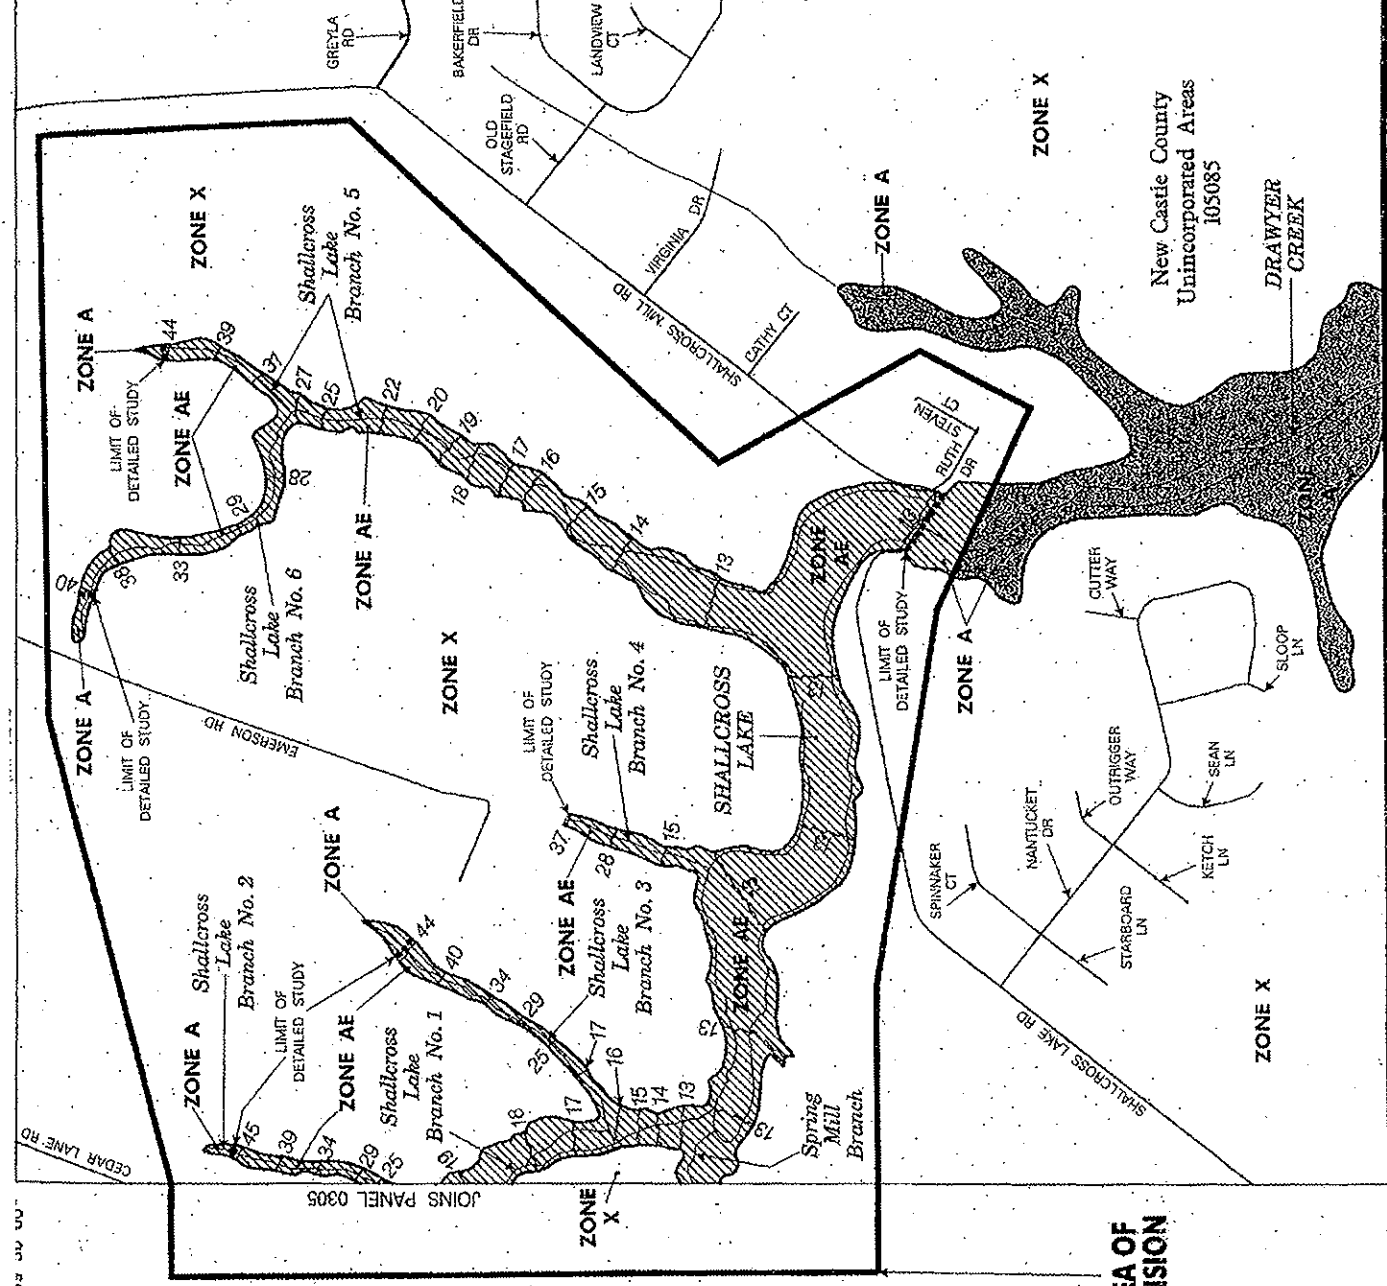 GREYLA
RD
BAKERFIELD
DR
LANDVIEW
CT
OLD
STAGEFIELD
RD
VIRGINIA DR
CATHY CT
SHALLCROSS MILL RD
STEVEN
CT
RUTH
DR
ZONE A
ZONE X
New Castle County
Unincorporated Areas
105085
DRAWYER
CREEK
ZONE
A
ZONE X
Shallcross
Lake
Branch No. 5
ZONE A
44
39
37
27
25
22
20
19
18
17
16
15
14
13
LIMIT OF
DETAILED STUDY
ZONE AE
28
29
33
38
40
Shallcross
Lake
Branch No. 6
ZONE AE
ZONE A
LIMIT OF
DETAILED STUDY
EMERSON RD
ZONE X
ZONE
AE
13
LIMIT OF
DETAILED STUDY
ZONE A
LIMIT OF
DETAILED STUDY
Shallcross
Lake
Branch No. 4
SHALLCROSS
LAKE
37
28
15
ZONE AE
ZONE A
Shallcross
Lake
Branch No. 3
44
40
34
29
25
17
16
15
14
13
ZONE AE
13
13
13
Shallcross
Lake
Branch No. 2
LIMIT OF
DETAILED STUDY
ZONE A
ZONE AE
45
39
34
29
25
Shallcross
Lake
Branch No. 1
19
18
17
Spring
Mill
Branch
CEDAR LANE RD
JOINS PANEL 0305
ZONE
X
CUTTER
WAY
SLOOP
LN
OUTRIGGER
WAY
SEAN
LN
NANTUCKET
DR
KETCH
LN
SPINNAKER
CT
STARBOARD
LN
SHALLCROSS LAKE RD
ZONE X
EA OF
ISION